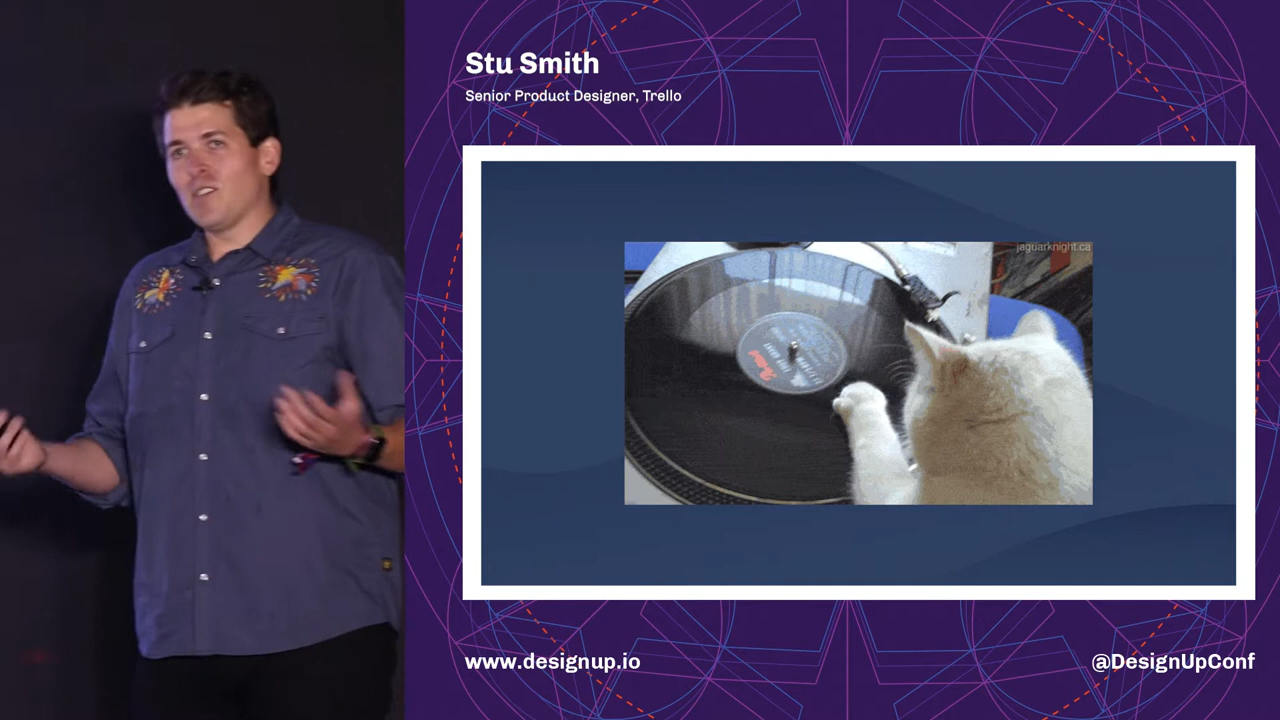 Stu Smith
Senior Product Designer, Trello
jaguarknight.ca
www.designup.io
@DesignUpConf